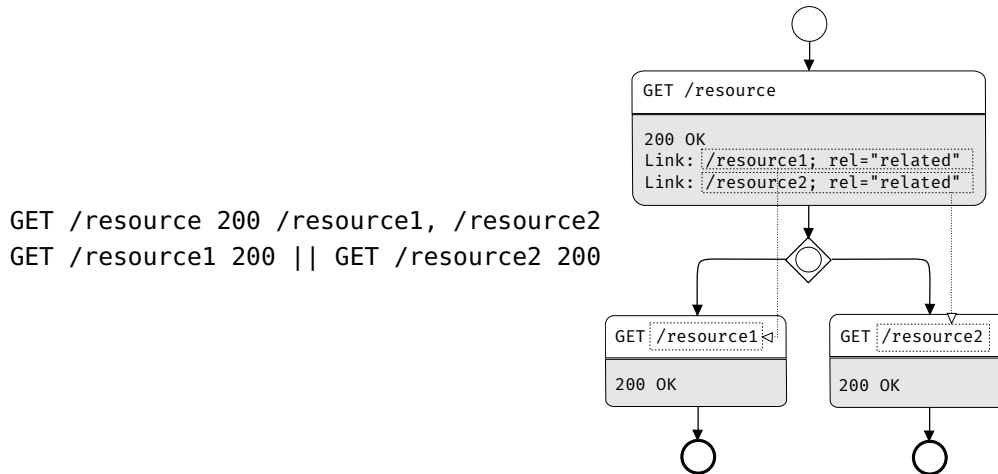 GET /resource 200 /resource1, /resource2
GET /resource1 200 || GET /resource2 200
GET /resource
200 OK
Link: /resource1; rel="related"
Link: /resource2; rel="related"
GET /resource1
200 OK
GET /resource2
200 OK